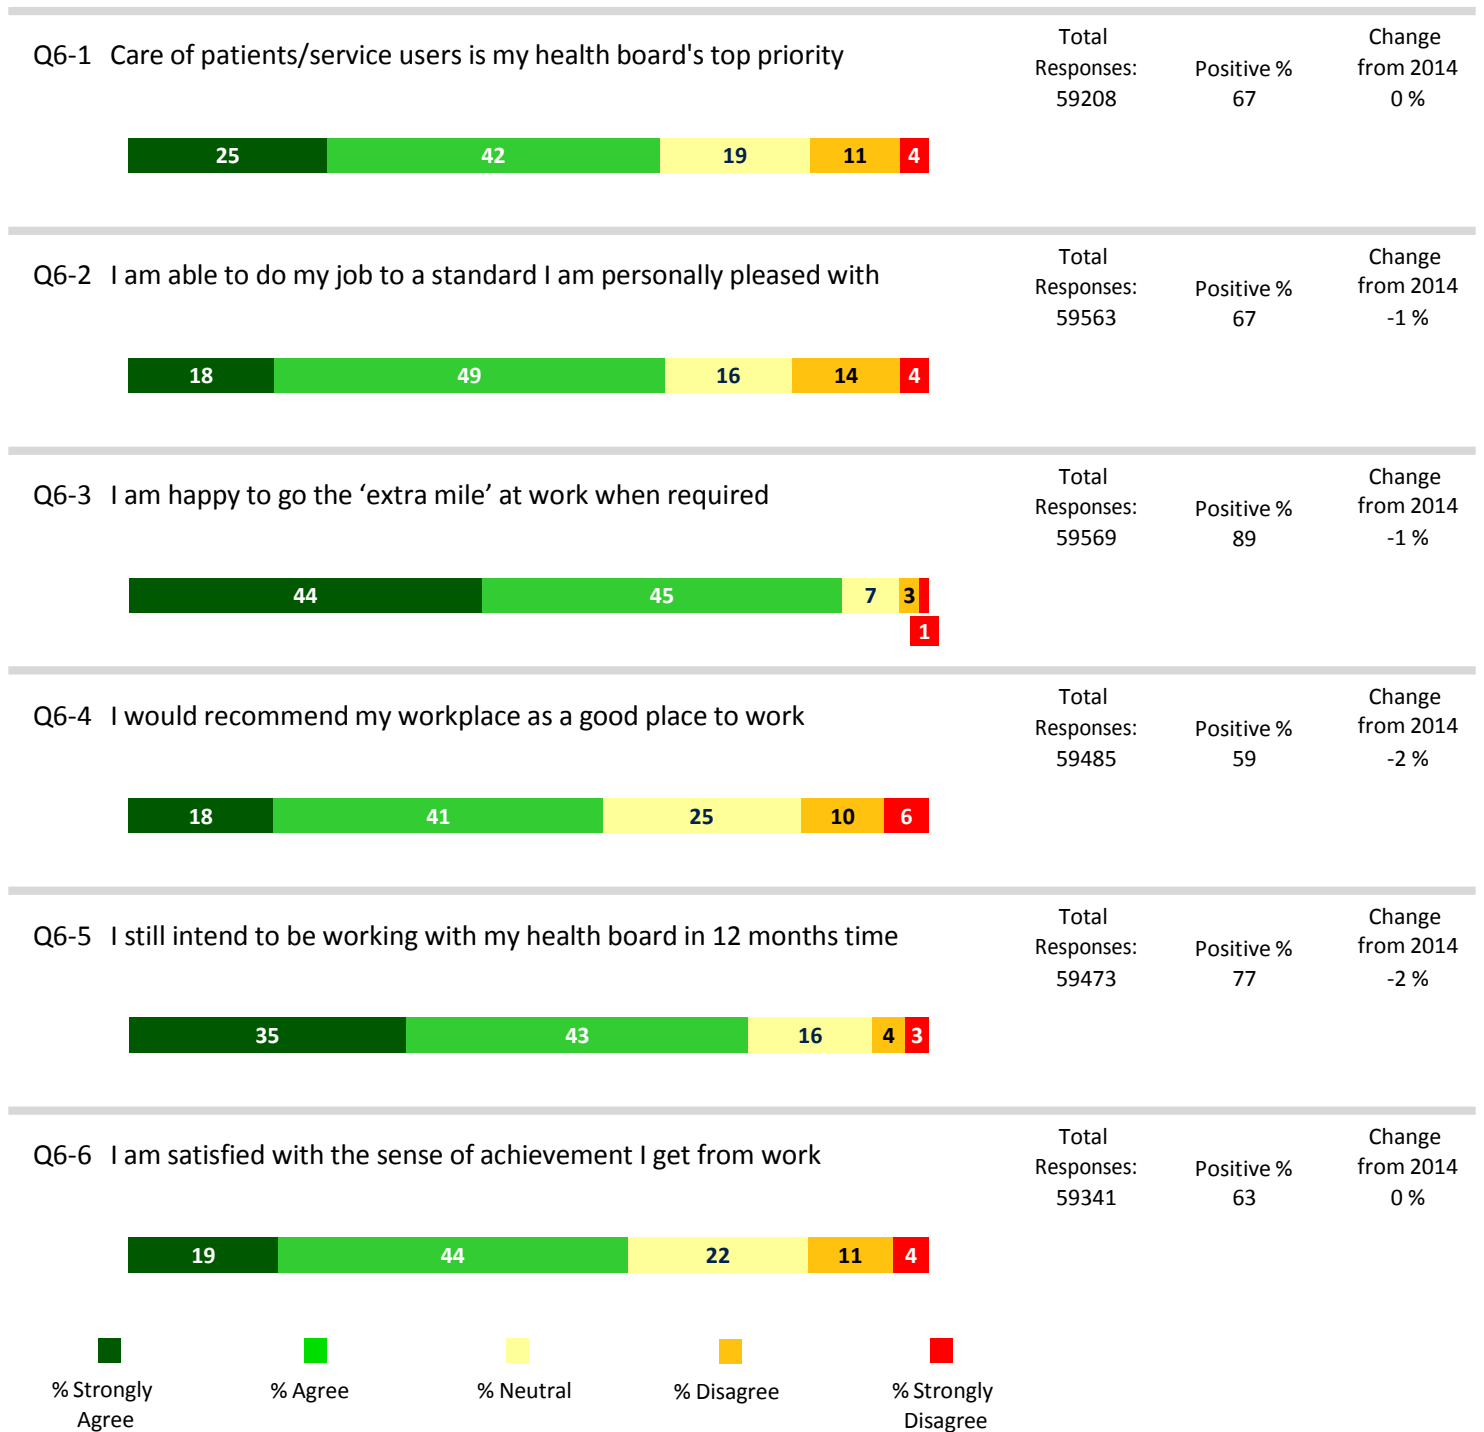 Q6-1 Care of patients/service users is my health board's top priority
Total Responses: 59208
Positive % 67
Change from 2014 0 %
25 42 19 11 4
Q6-2 I am able to do my job to a standard I am personally pleased with
Total Responses: 59563
Positive % 67
Change from 2014 -1 %
18 49 16 14 4
Q6-3 I am happy to go the ‘extra mile’ at work when required
Total Responses: 59569
Positive % 89
Change from 2014 -1 %
44 45 7 3
1
Q6-4 I would recommend my workplace as a good place to work
Total Responses: 59485
Positive % 59
Change from 2014 -2 %
18 41 25 10 6
Q6-5 I still intend to be working with my health board in 12 months time
Total Responses: 59473
Positive % 77
Change from 2014 -2 %
35 43 16 4 3
Q6-6 I am satisfied with the sense of achievement I get from work
Total Responses: 59341
Positive % 63
Change from 2014 0 %
19 44 22 11 4
% Strongly Agree
% Agree
% Neutral
% Disagree
% Strongly Disagree